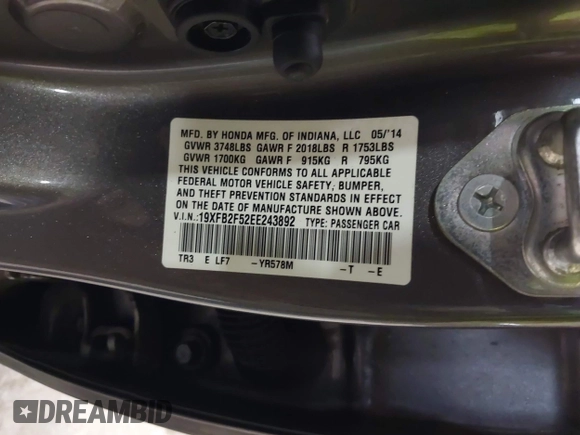 MFD. BY HONDA MFG. OF INDIANA, LLC 05/'14
GVWR 3748LBS GAWR F 2018LBS R 1753LBS
GVWR 1700KG GAWR F 915KG R 795KG
THIS VEHICLE CONFORMS TO ALL APPLICABLE
FEDERAL MOTOR VEHICLE SAFETY, BUMPER,
AND THEFT PREVENTION STANDARDS IN EFFECT
ON THE DATE OF MANUFACTURE SHOWN ABOVE.
V.I.N.:19XFB2F52EE243892 TYPE: PASSENGER CAR
TR3 E LF7 -YR578M -T -E
DREAMBID